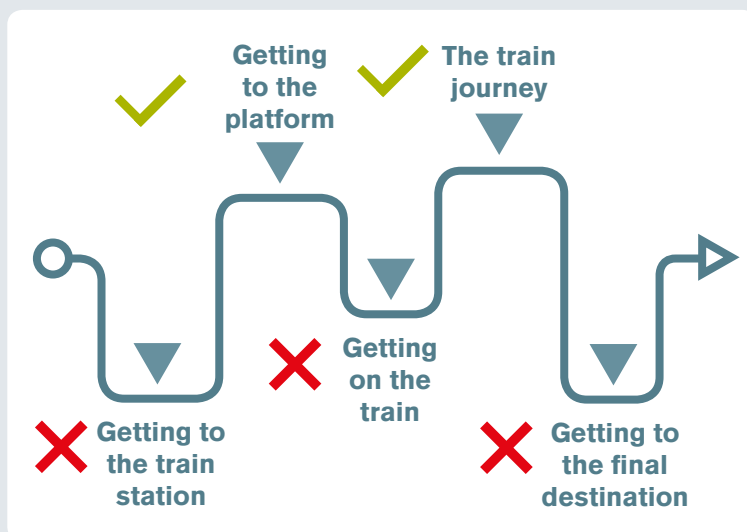 Getting
to the
platform
The train
journey
Getting
on the
train
Getting to
the train
station
Getting to
the final
destination